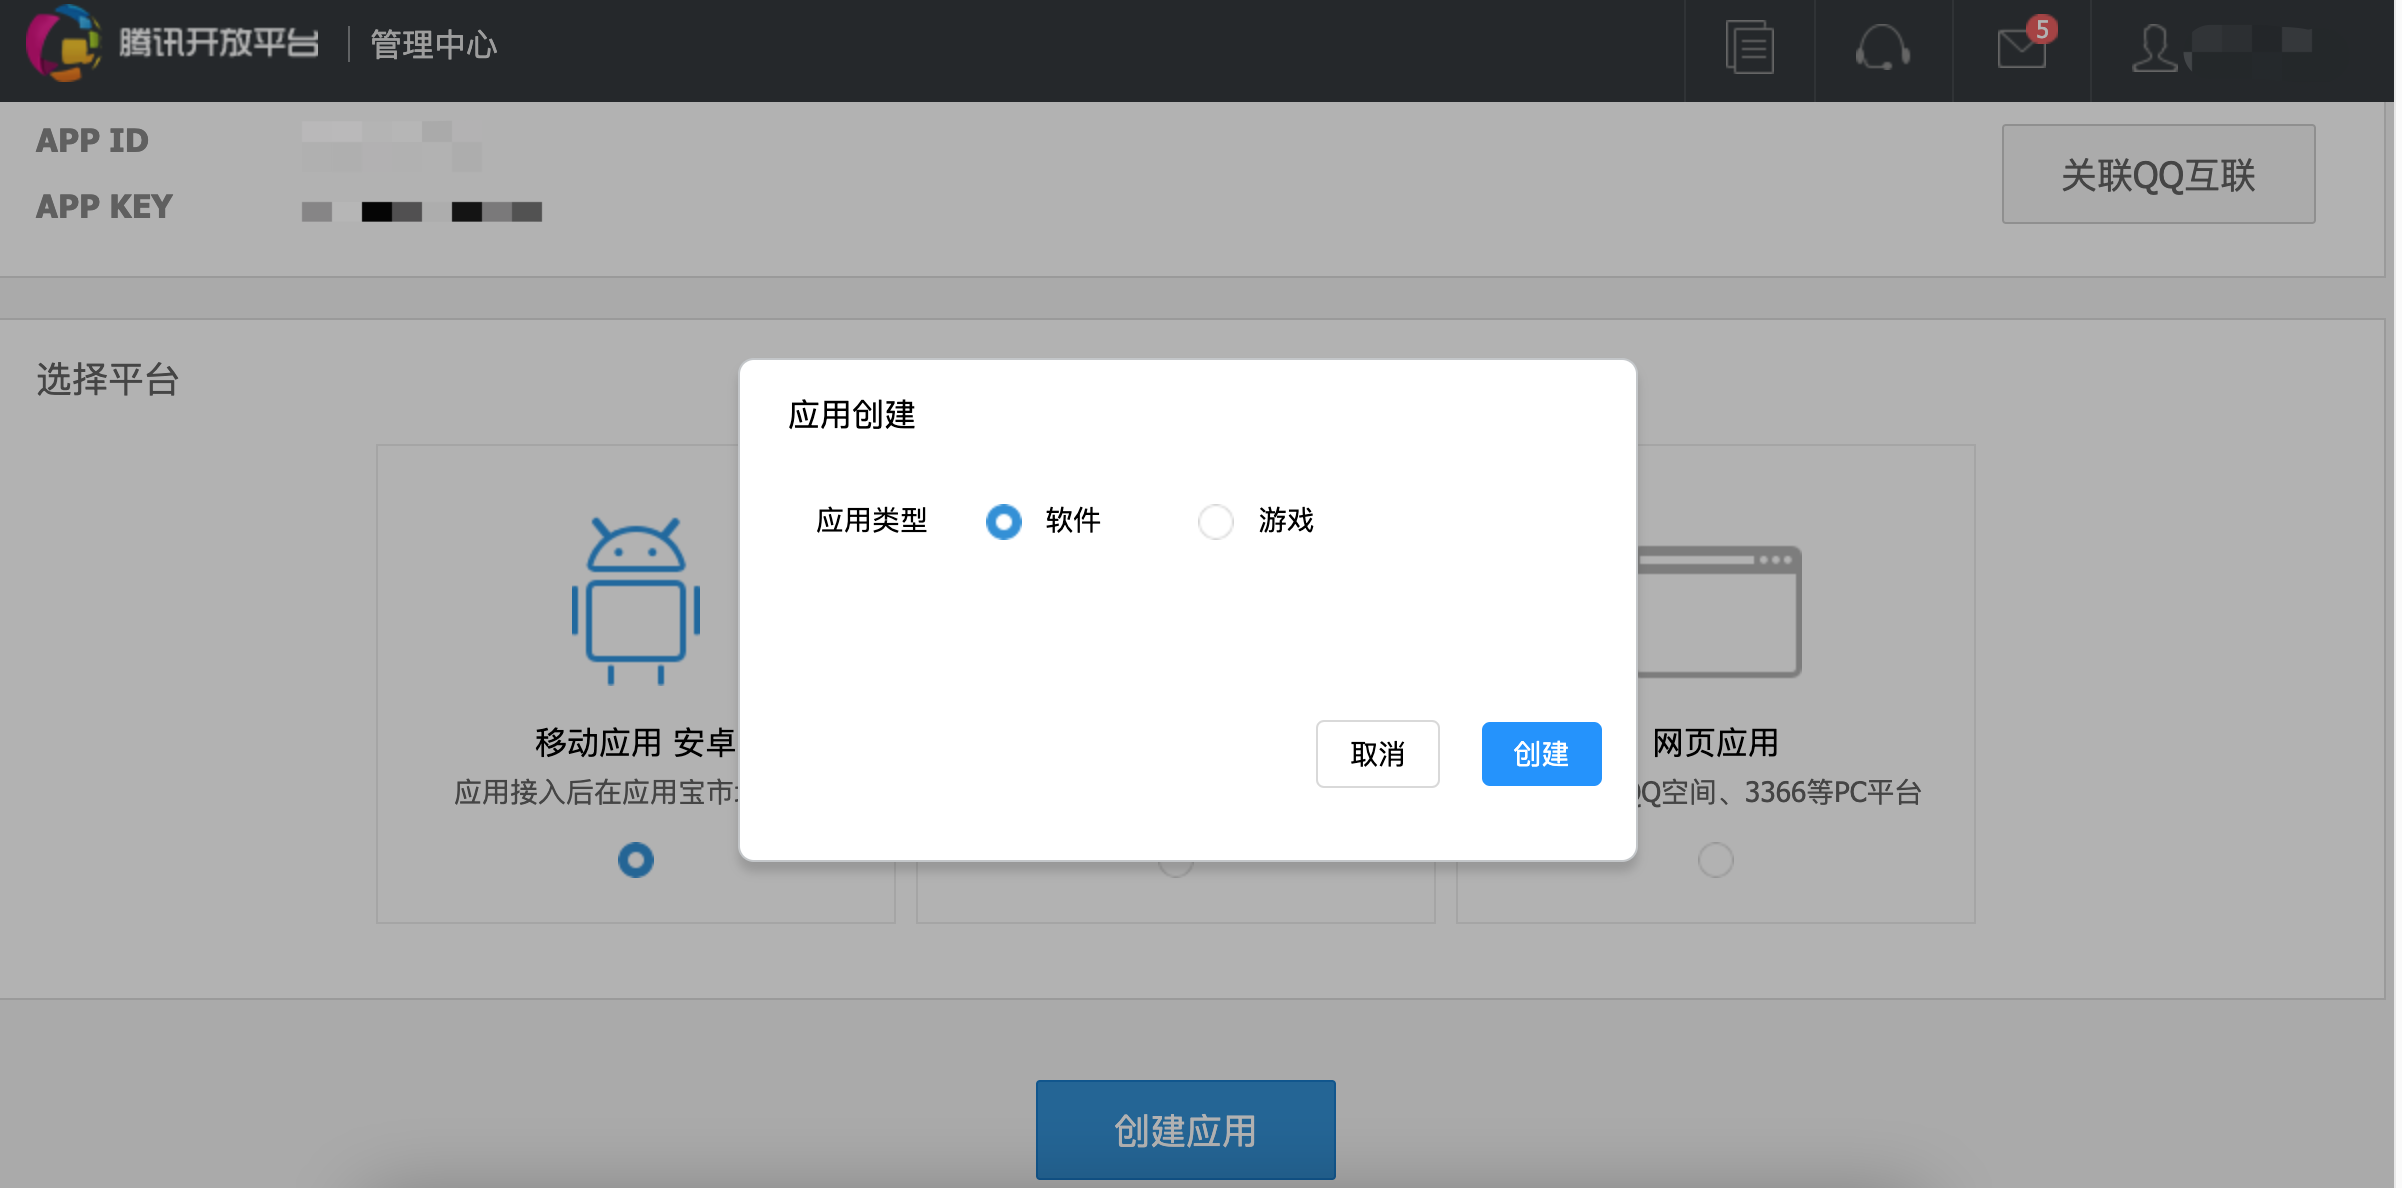 腾讯开放平台 管理中心 5
APP ID
APP KEY
关联QQ互联
选择平台
应用创建
应用类型 软件 游戏
取消 创建
移动应用 安卓 网页应用
应用接入后在应用宝市 QQ空间、3366等PC平台
创建应用